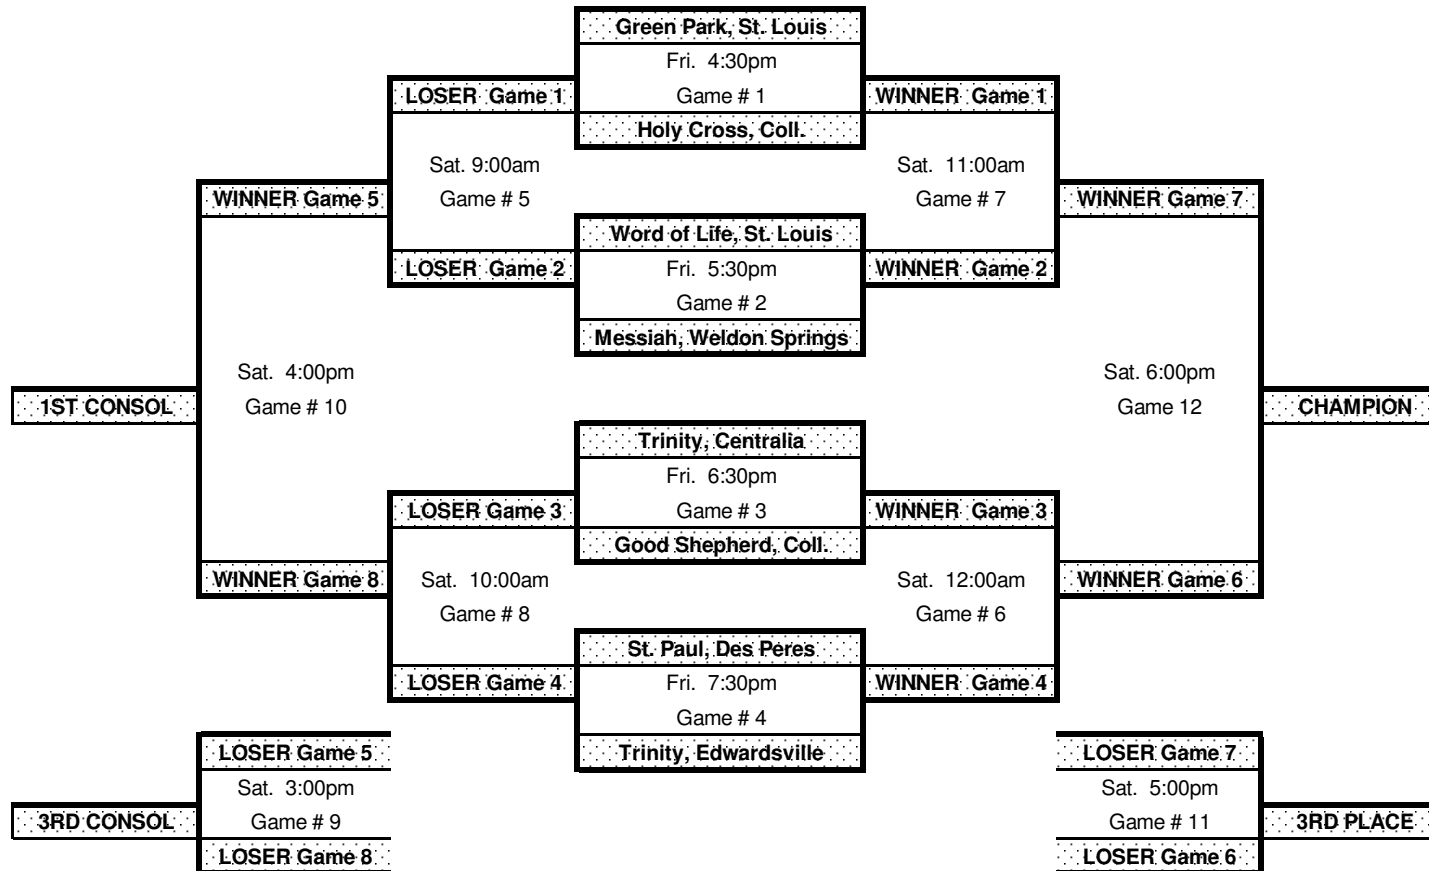 Green Park, St. Louis
Fri. 4:30pm
LOSER Game 1
Game # 1
WINNER Game 1
Holy Cross, Coll.
Sat. 9:00am
Sat. 11:00am
WINNER Game 5
Game # 5
Game # 7
WINNER Game 7
Word of Life, St. Louis
LOSER Game 2
Fri. 5:30pm
WINNER Game 2
Game # 2
Messiah, Weldon Springs
Sat. 4:00pm
Sat. 6:00pm
1ST CONSOL
Game # 10
Game 12
CHAMPION
Trinity, Centralia
Fri. 6:30pm
LOSER Game 3
Game # 3
WINNER Game 3
Good Shepherd, Coll.
WINNER Game 8
Sat. 10:00am
Sat. 12:00am
WINNER Game 6
Game # 8
Game # 6
St. Paul, Des Peres
LOSER Game 4
Fri. 7:30pm
WINNER Game 4
Game # 4
LOSER Game 5
Trinity, Edwardsville
LOSER Game 7
Sat. 3:00pm
Sat. 5:00pm
3RD CONSOL
Game # 9
Game # 11
3RD PLACE
LOSER Game 8
LOSER Game 6